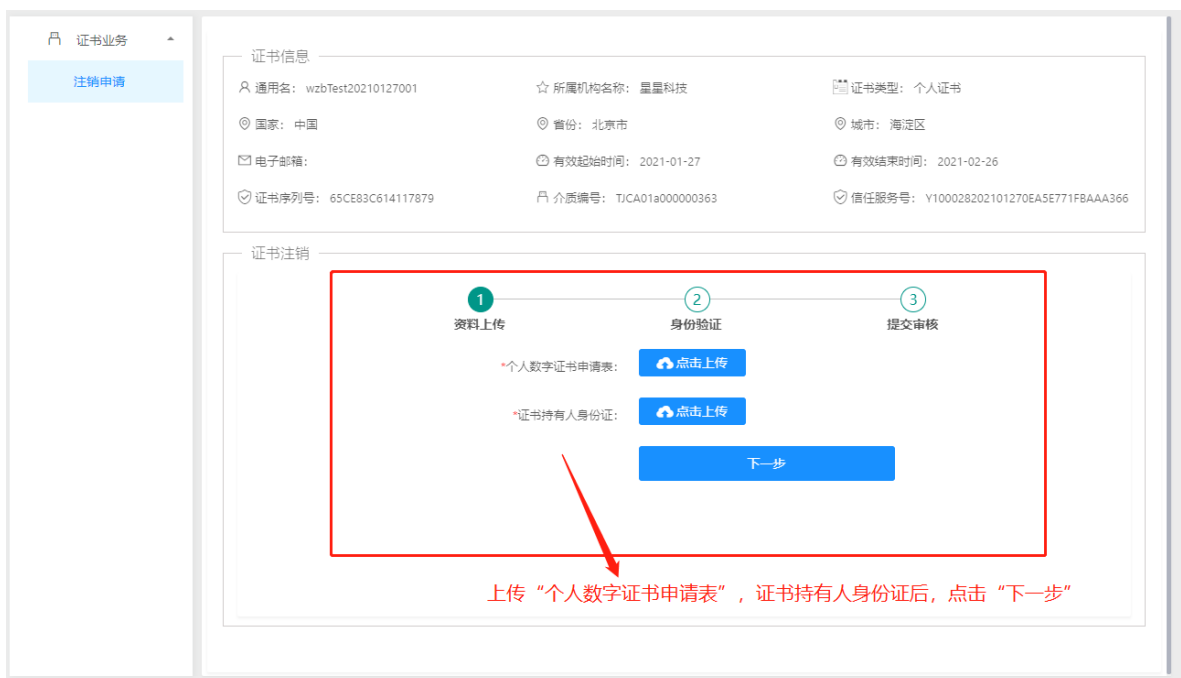 证书业务
注销申请
证书信息
通用名： wzbTest20210127001 所属机构名称： 星星科技 证书类型： 个人证书
国家： 中国 省份： 北京市 城市： 海淀区
电子邮箱： 有效起始时间： 2021-01-27 有效结束时间： 2021-02-26
证书序列号： 65CE83C614117879 介质编号： TJCA01a000000363 信任服务号： Y100028202101270EA5E771FBAAA366
证书注销
1 2 3
资料上传 身份验证 提交审核
*个人数字证书申请表： 点击上传
*证书持有人身份证： 点击上传
下一步
上传“个人数字证书申请表”，证书持有人身份证后，点击“下一步”